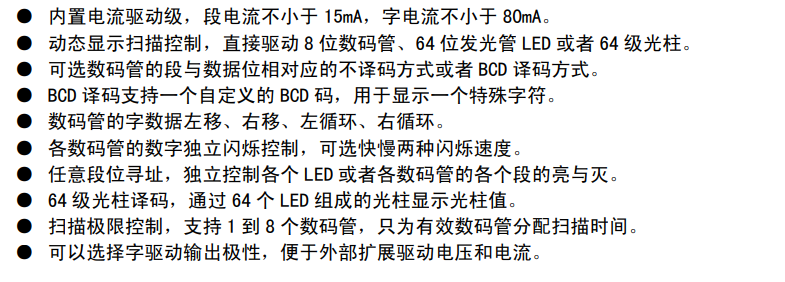 ● 内置电流驱动级，段电流不小于 15mA，字电流不小于 80mA。
● 动态显示扫描控制，直接驱动 8 位数码管、64 位发光管 LED 或者 64 级光柱。
● 可选数码管的段与数据位相对应的不译码方式或者 BCD 译码方式。
● BCD 译码支持一个自定义的 BCD 码，用于显示一个特殊字符。
● 数码管的字数据左移、右移、左循环、右循环。
● 各数码管的数字独立闪烁控制，可选快慢两种闪烁速度。
● 任意段位寻址，独立控制各个 LED 或者各数码管的各个段的亮与灭。
● 64 级光柱译码，通过 64 个 LED 组成的光柱显示光柱值。
● 扫描极限控制，支持 1 到 8 个数码管，只为有效数码管分配扫描时间。
● 可以选择字驱动输出极性，便于外部扩展驱动电压和电流。